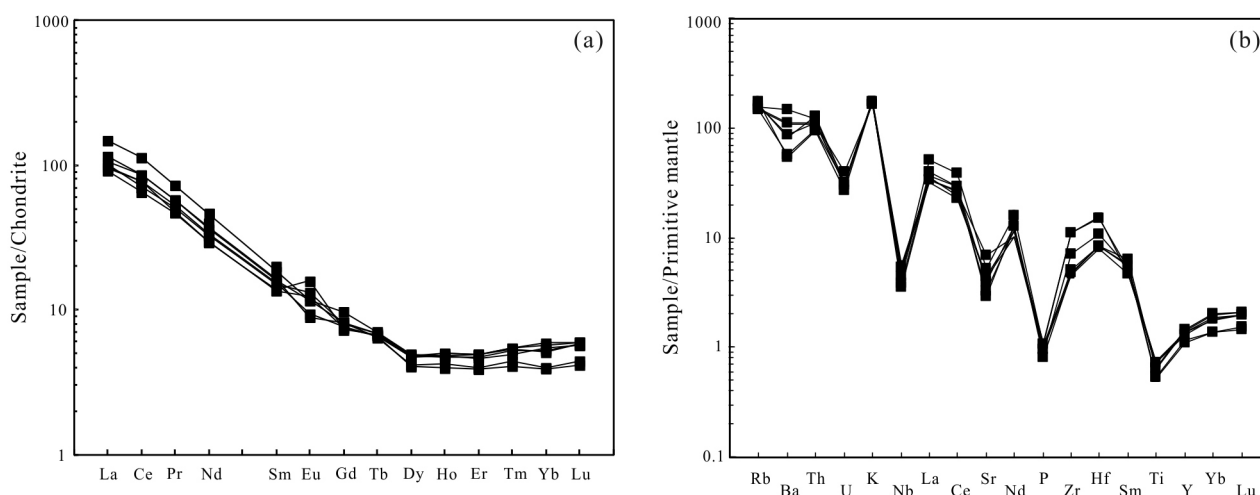 (a)
1000
100
10
1
Sample/Chondrite
La Ce Pr Nd Sm Eu Gd Tb Dy Ho Er Tm Yb Lu
(b)
1000
100
10
1
0.1
Sample/Primitive mantle
Rb Th K La Sr P Hf Ti Yb
Ba U Nb Ce Nd Zr Sm Y Lu